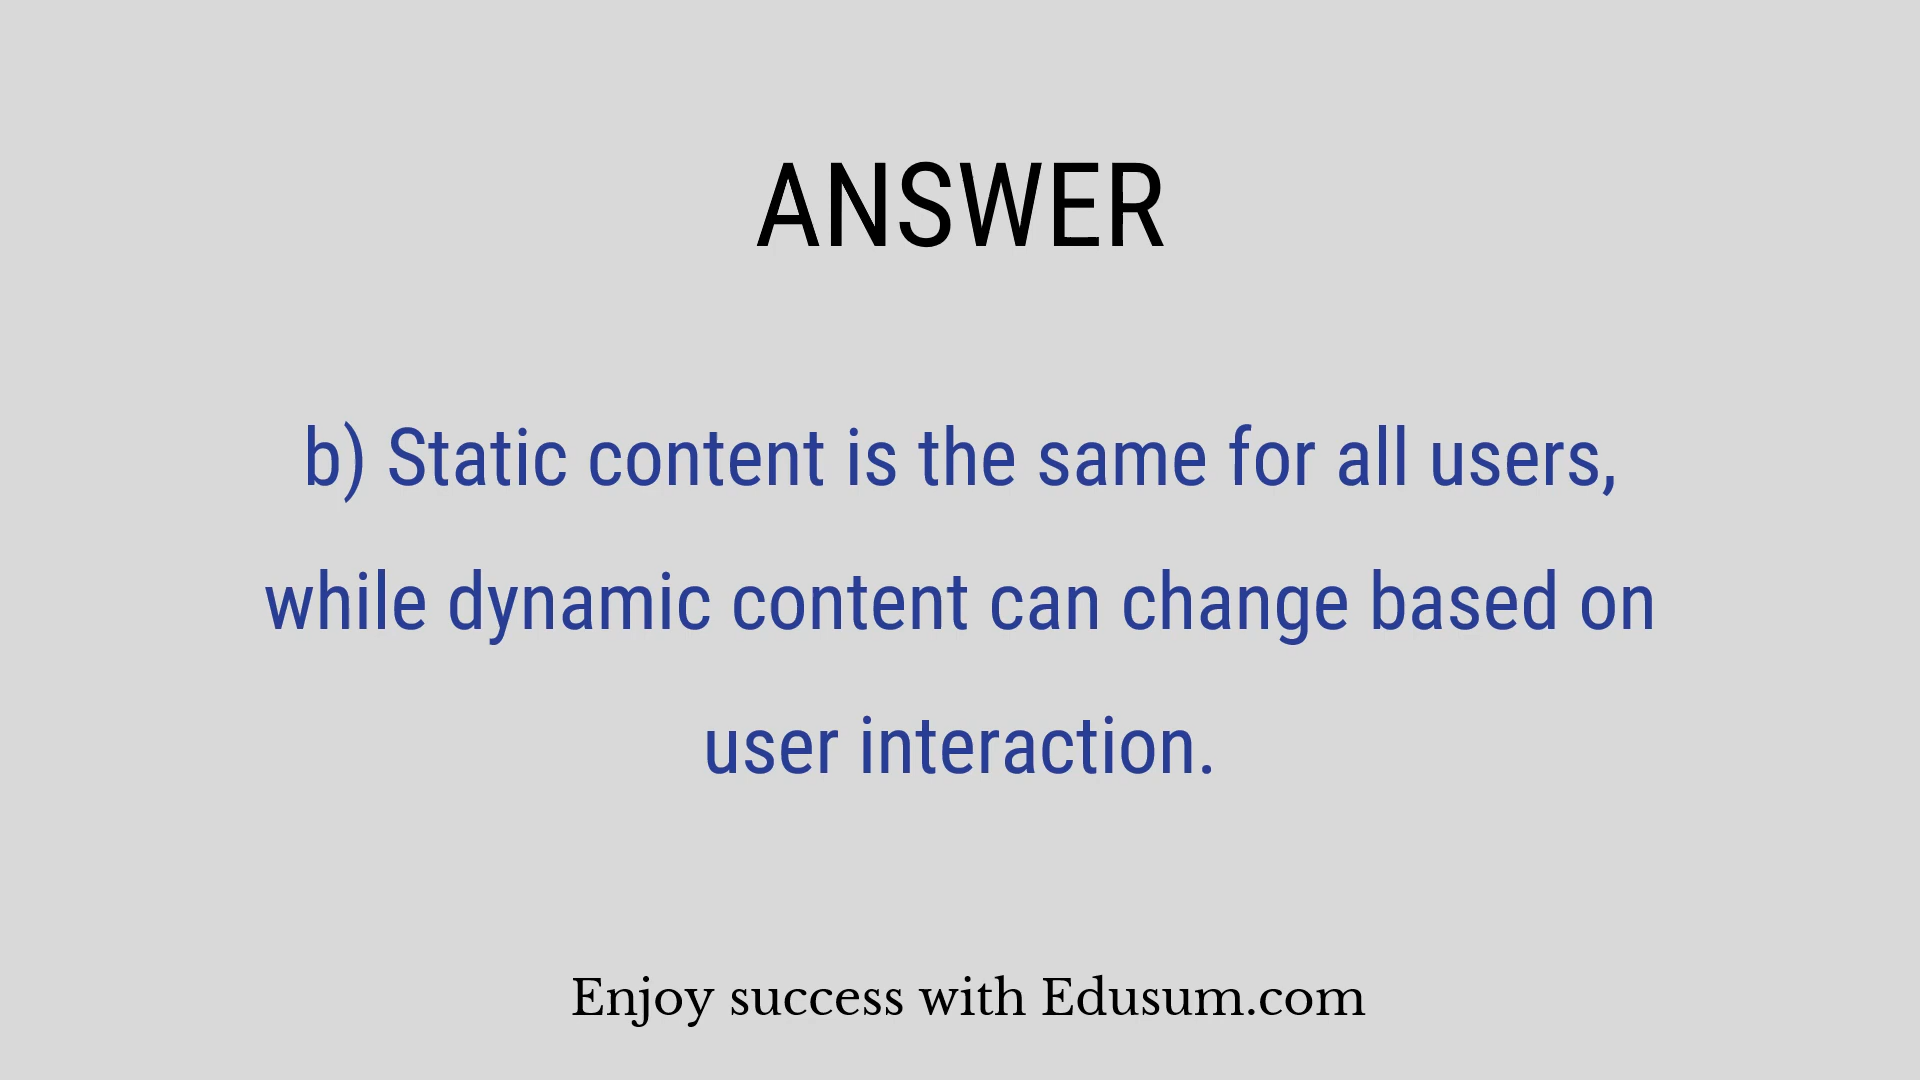 ANSWER
b) Static content is the same for all users,
while dynamic content can change based on
user interaction.
Enjoy success with Edusum.com